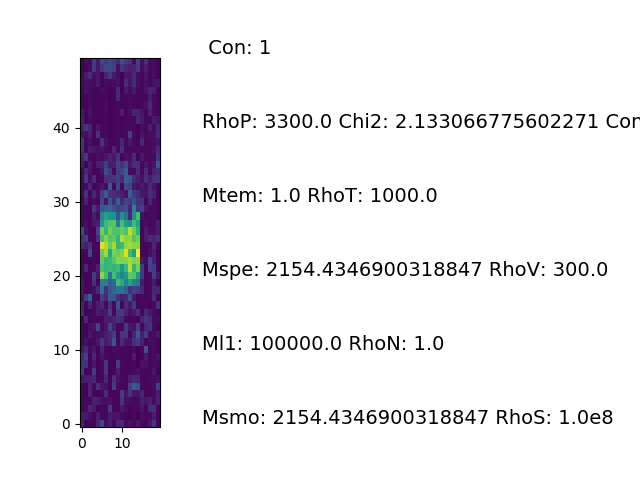 Con: 1
RhoP: 3300.0 Chi2: 2.133066775602271 Con
40
Mtem: 1.0 RhoT: 1000.0
30
Mspe: 2154.4346900318847 RhoV: 300.0
20
Ml1: 100000.0 RhoN: 1.0
10
Msmo: 2154.4346900318847 RhoS: 1.0e8
0
0 10